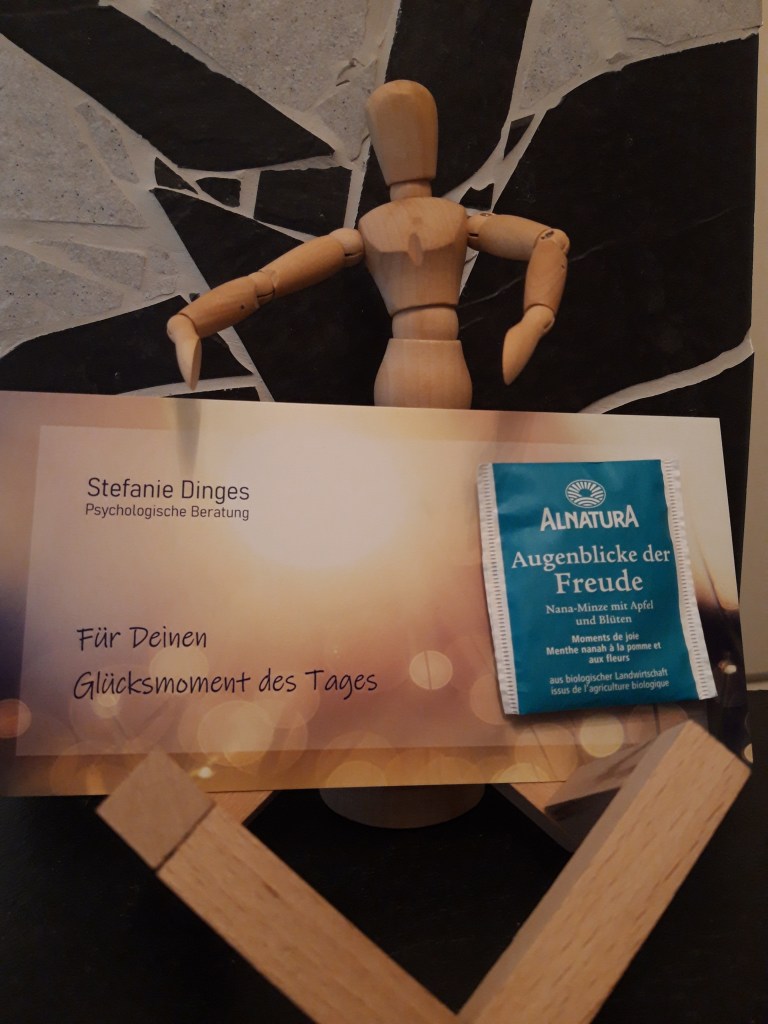 Stefanie Dinges
Psychologische Beratung
Für Deinen
Glücksmoment des Tages
ALNATURA
Augenblicke der
Freude
Nana-Minze mit Apfel
und Blüten
Moments de joie
Menthe nanah à la pomme et
aux fleurs
aus biologischer Landwirtschaft
issus de l'agriculture biologique